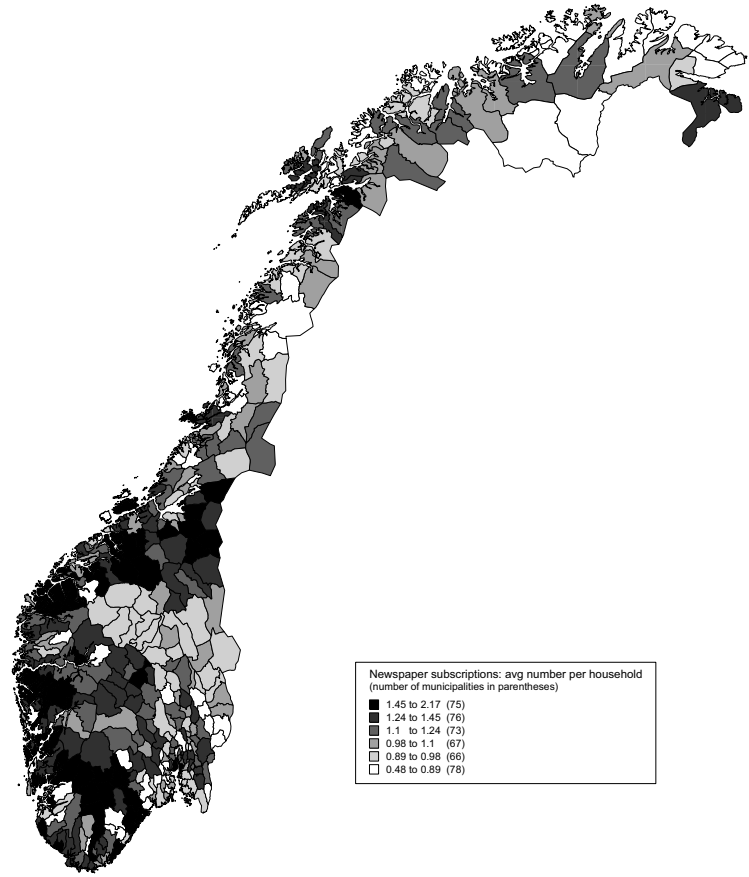 Newspaper subscriptions: avg number per household
(number of municipalities in parentheses)
1.45 to 2.17 (75)
1.24 to 1.45 (76)
1.1 to 1.24 (73)
0.98 to 1.1 (67)
0.89 to 0.98 (66)
0.48 to 0.89 (78)